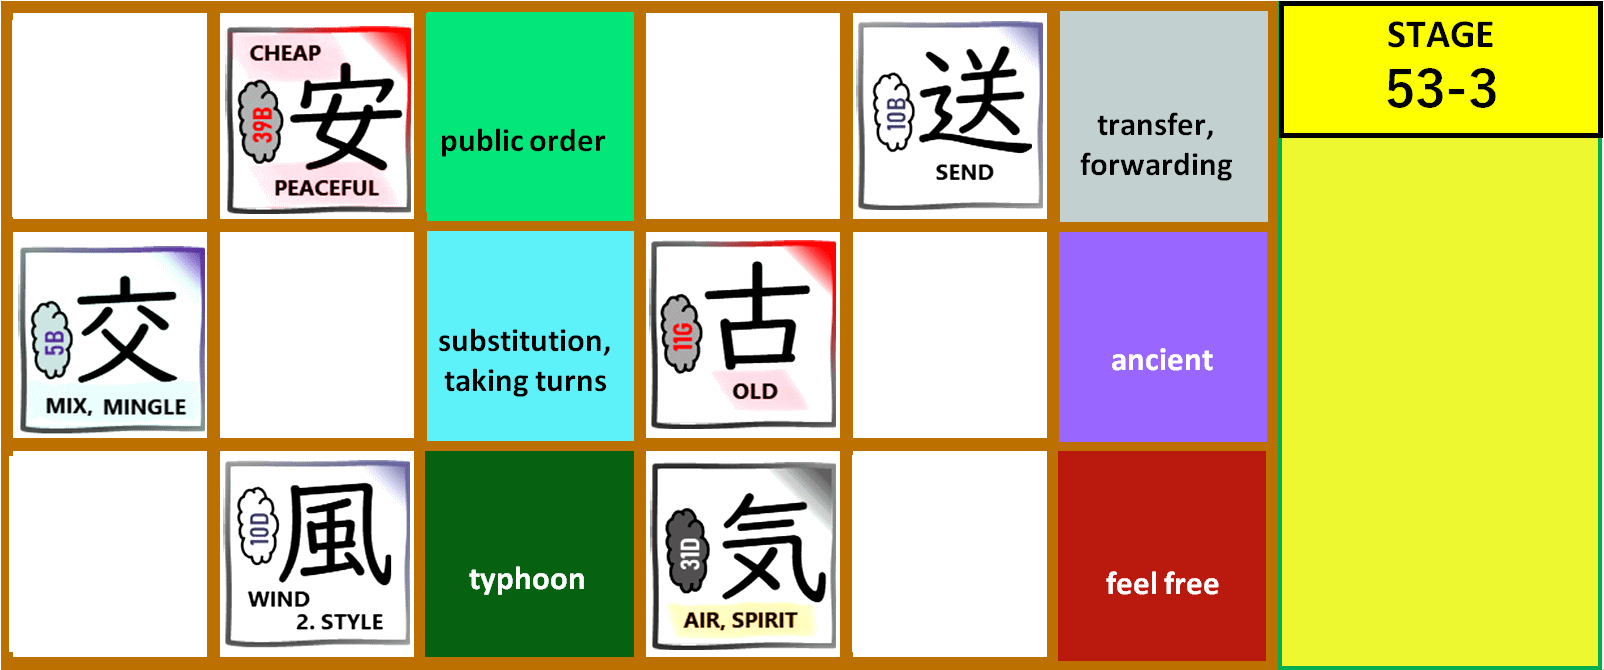 CHEAP
39B
安
PEACEFUL
public order
10B
送
SEND
transfer,
forwarding
STAGE
53-3
5B
交
MIX, MINGLE
substitution,
taking turns
11G
古
OLD
ancient
10D
風
WIND
2. STYLE
typhoon
31D
気
AIR, SPIRIT
feel free